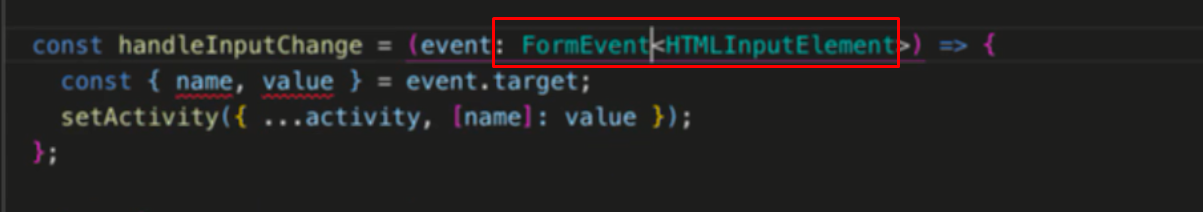 const handleInputChange = (event: FormEvent<HTMLInputElement>) => {
const { name, value } = event.target;
setActivity({ ...activity, [name]: value });
};